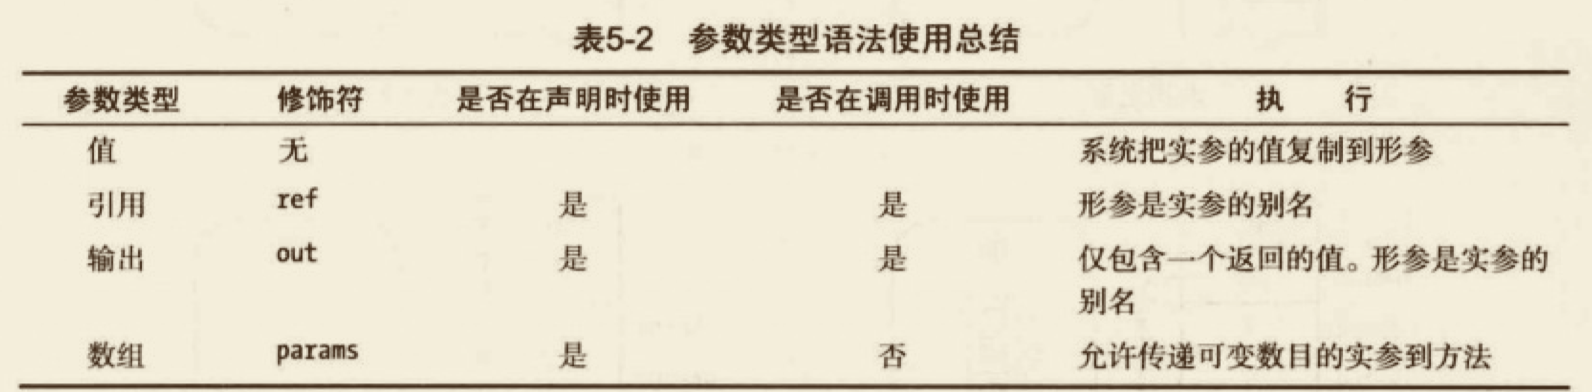 表5-2 参数类型语法使用总结
参数类型 修饰符 是否在声明时使用 是否在调用时使用 执 行
值 无 系统把实参的值复制到形参
引用 ref 是 是 形参是实参的别名
输出 out 是 是 仅包含一个返回的值。形参是实参的
别名
数组 params 是 否 允许传递可变数目的实参到方法